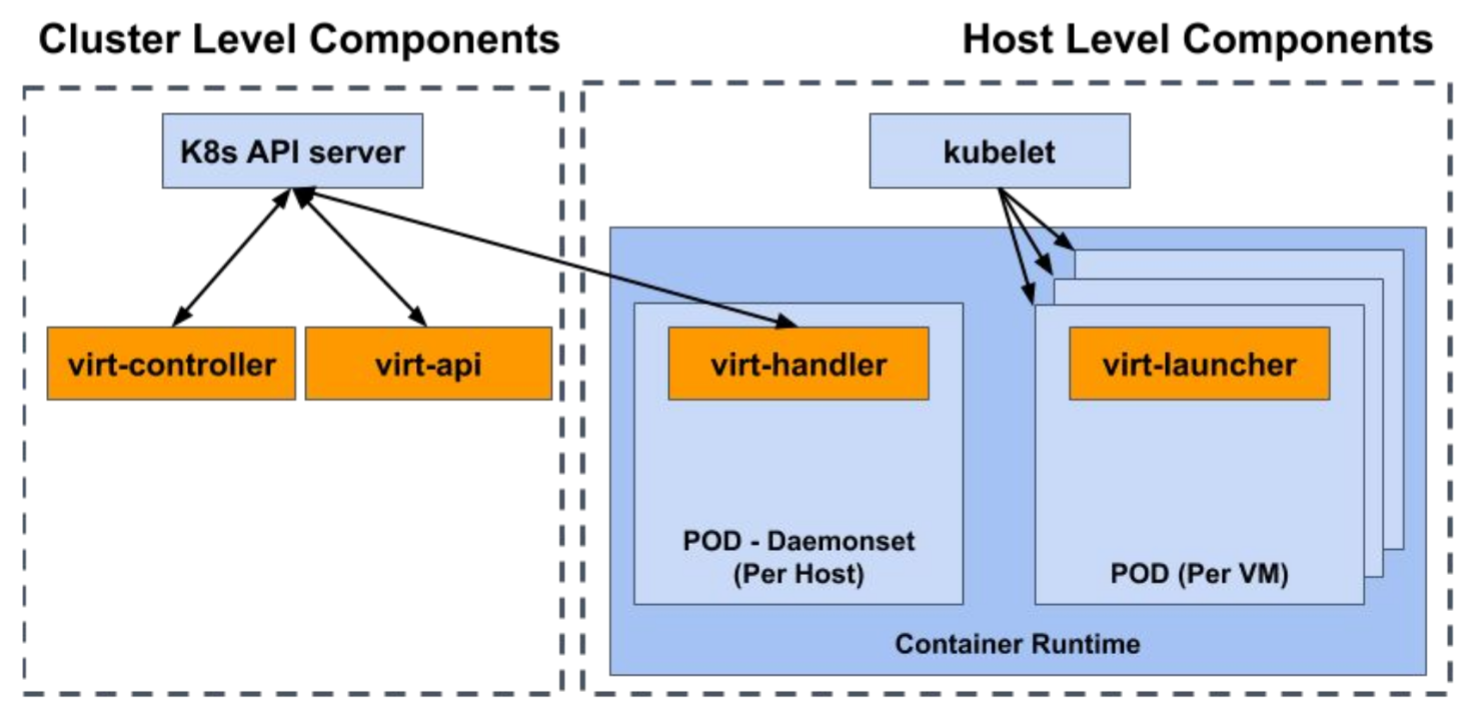 Cluster Level Components
Host Level Components
K8s API server
kubelet
virt-controller
virt-api
virt-handler
virt-launcher
POD - Daemonset
(Per Host)
POD (Per VM)
Container Runtime